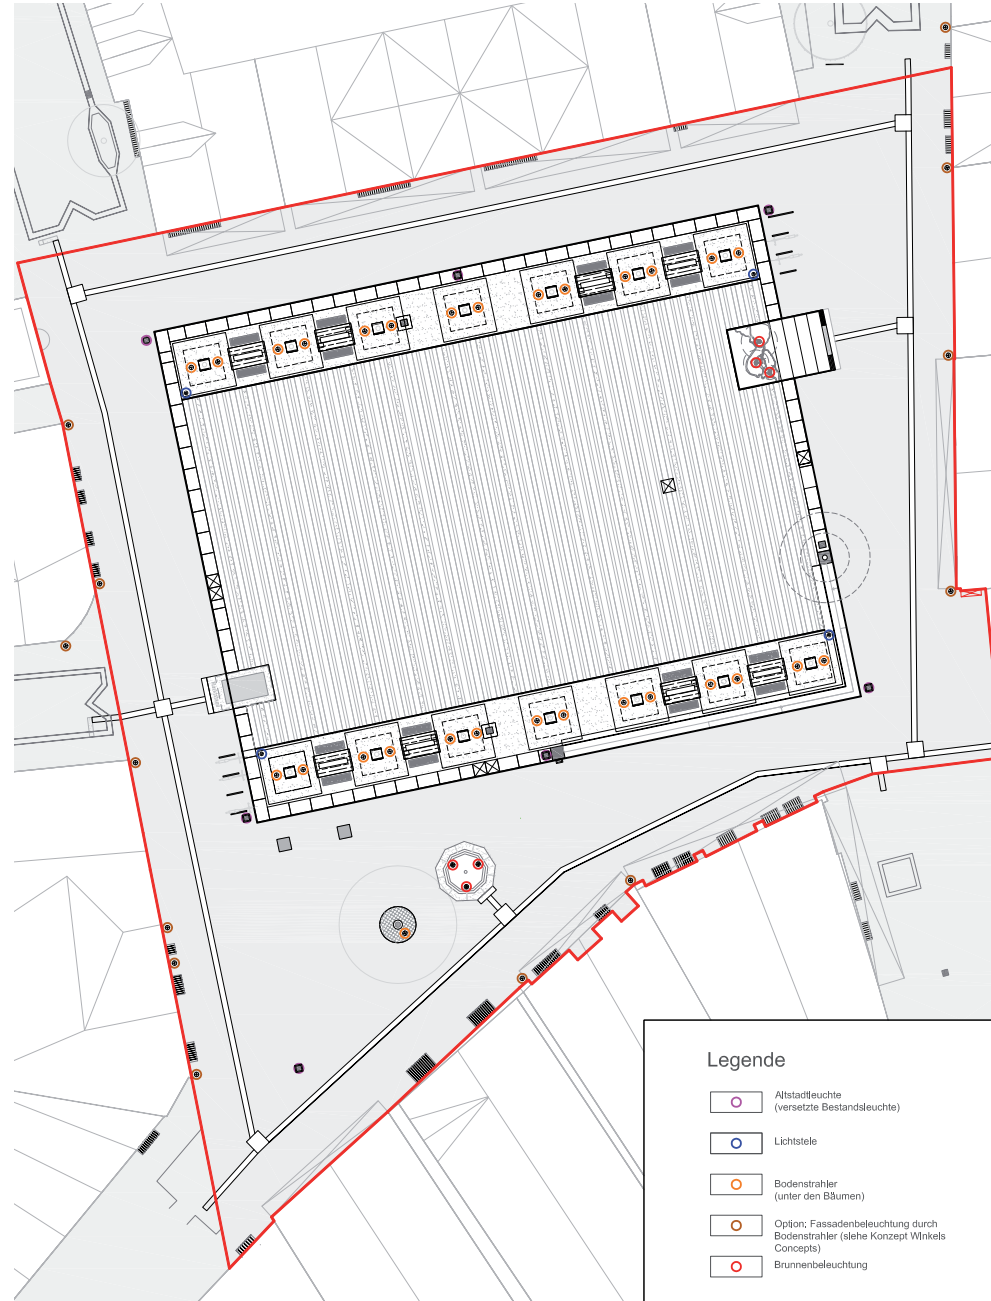 Legende
Altstadtleuchte
(versetzte Bestandsleuchte)
Lichtstele
Bodenstrahler
(unter den Bäumen)
Option; Fassadenbeleuchtung durch
Bodenstrahler (siehe Konzept Winkels
Concepts)
Brunnenbeleuchtung